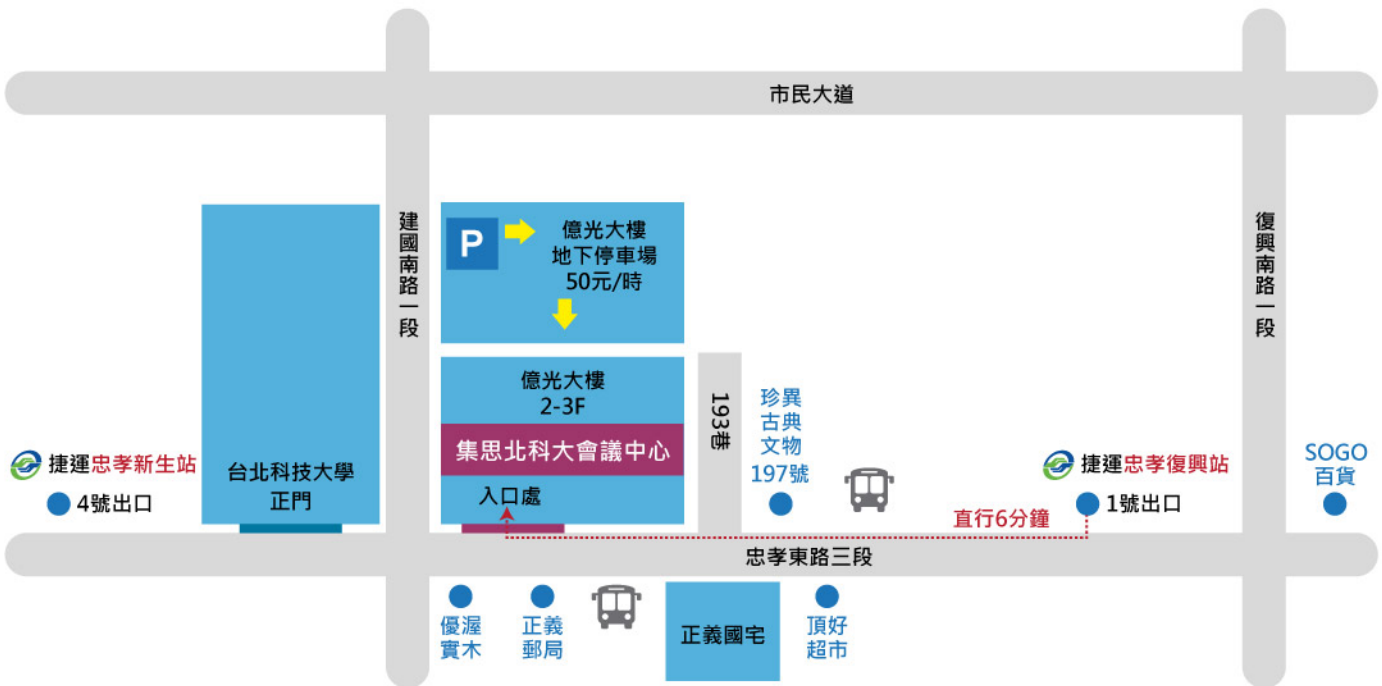 市民大道
建國南路一段
復興南路一段
P
億光大樓
地下停車場
50元/時
億光大樓
2-3F
集思北科大會議中心
入口處
193巷
珍異
古典
文物
197號
捷運忠孝新生站
4號出口
台北科技大學
正門
捷運忠孝復興站
1號出口
SOGO
百貨
直行6分鐘
忠孝東路三段
優渥
實木
正義
郵局
正義國宅
頂好
超市